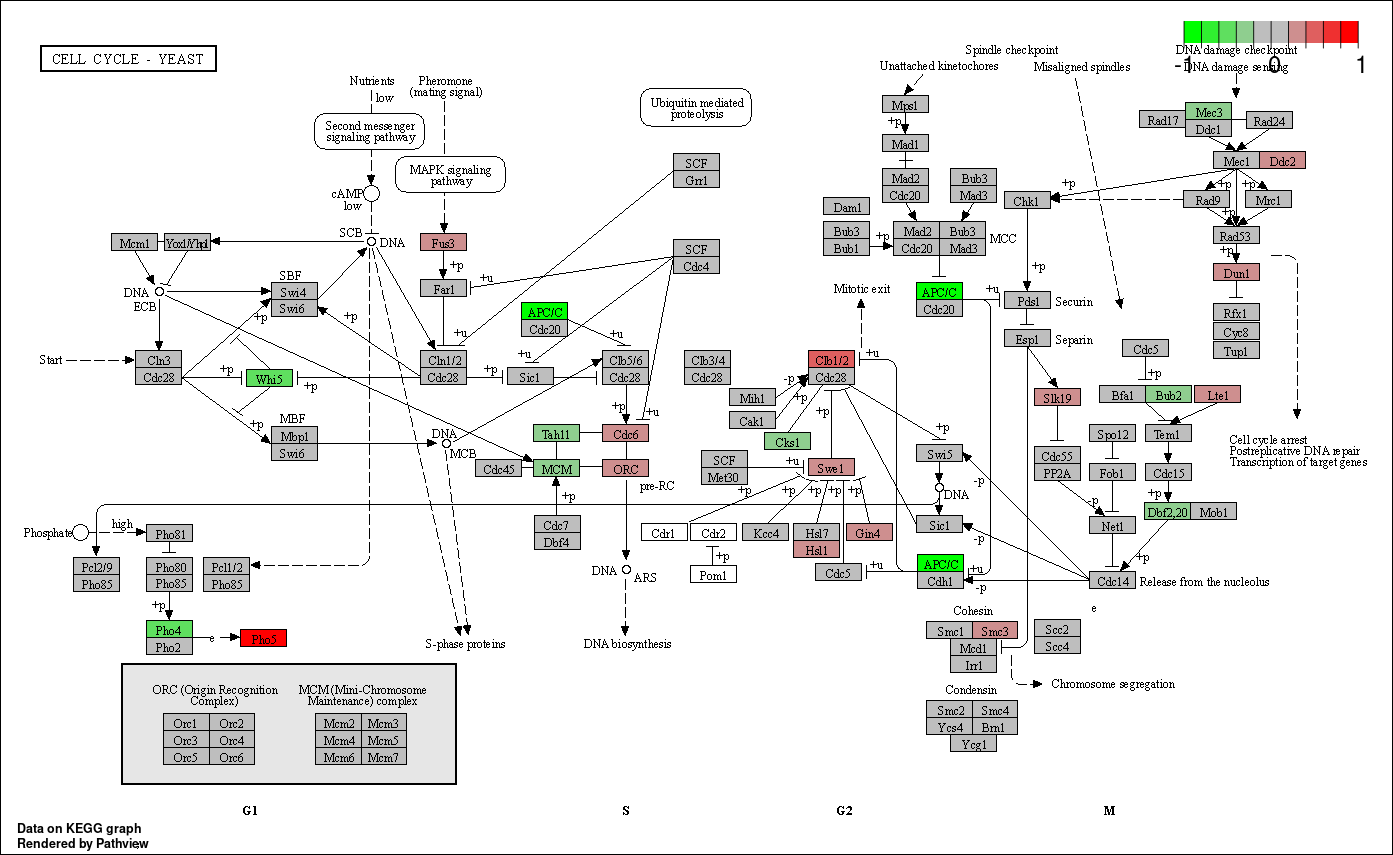 CELL CYCLE - YEAST
-1 0 1
Nutrients
low
Second messenger
signaling pathway
cAMP
low
Pheromone
(mating signal)
MAPK signaling
pathway
Ubiquitin mediated
proteolysis
Spindle checkpoint
Unattached kinetochores
Misaligned spindles
DNA damage checkpoint
DNA damage sensing
SCB
DNA
Mcm1
Yox1/Yhp1
DNA
ECB
SBF
Swi4
Swi6
+p
+p
Start
Cln3
Cdc28
+p
Whi5
+p
+p
MBF
Mbp1
Swi6
DNA
MCB
Fus3
+p
Far1
+u
Cln1/2
Cdc28
+p
Sic1
+u
SCF
Grr1
SCF
Cdc4
+u
APC/C
Cdc20
+u
Clb5/6
Cdc28
+p
+u
Tah11
Cdc6
Cdc45
MCM
ORC
pre-RC
+p
Cdc7
Dbf4
DNA
ARS
DNA biosynthesis
S-phase proteins
Phosphate
high
Pho81
Pcl2/9
Pho85
Pho80
Pho85
Pcl1/2
Pho85
+p
Pho4
Pho2
e
Pho5
ORC (Origin Recognition
Complex)
Orc1
Orc2
Orc3
Orc4
Orc5
Orc6
MCM (Mini-Chromosome
Maintenance) complex
Mcm2
Mcm3
Mcm4
Mcm5
Mcm6
Mcm7
Clb3/4
Cdc28
Mps1
+p
Mad1
Mad2
Cdc20
Bub3
Mad3
Dam1
Bub3
Bub1
+p
Mad2
Bub3
Cdc20
Mad3
MCC
Mitotic exit
APC/C
Cdc20
+u
Clb1/2
Cdc28
+u
-p
+p
Mih1
Cak1
Cks1
+p
SCF
Met30
+u
Swe1
+p
+p
+p
+p
+p
Cdr1
Cdr2
+p
Pom1
Kcc4
Hsl7
Hsl1
Gin4
Cdc5
+u
+p
Swi5
-p
DNA
Sic1
-p
APC/C
Cdh1
+u
-p
Cohesin
Smc1
Smc3
Mcd1
Irr1
Scc2
Scc4
Chromosome segregation
Condensin
Smc2
Smc4
Ycs4
Brn1
Ycg1
Chk1
+p
+p
Pds1
Securin
Esp1
Separin
Slk19
Cdc55
PP2A
-p
Spo12
Fob1
Net1
Cdc14
Release from the nucleolus
e
+p
Cdc5
+p
Bfa1
Bub2
Lte1
Tem1
Cdc15
+p
Dbf2,20
Mob1
Rad17
Mec3
Ddc1
Rad24
Mec1
Ddc2
+p
+p
Rad9
+p
Mrc1
Rad53
+p
Dun1
Rfx1
Cyc8
Tup1
Cell cycle arrest
Postreplicative DNA repair
Transcription of target genes
G1
S
G2
M
Data on KEGG graph
Rendered by Pathview